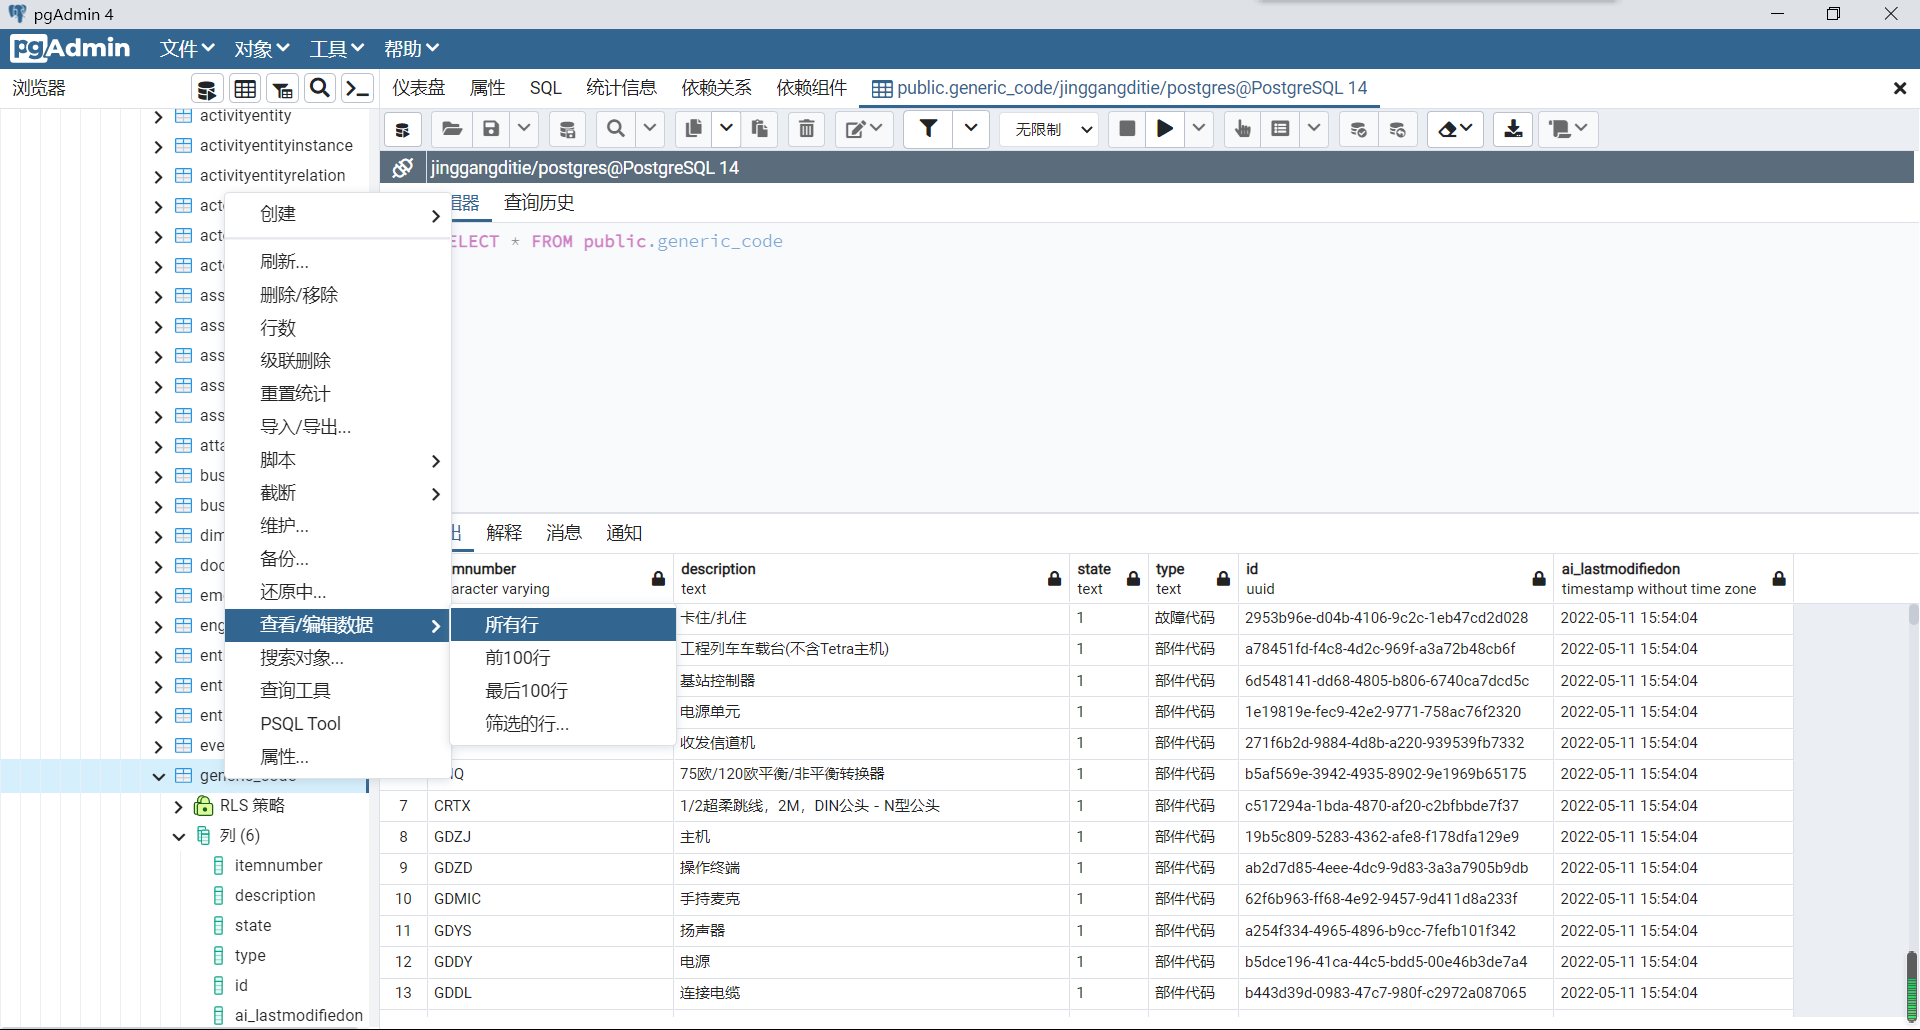 pgAdmin 4
pgAdmin 文件 对象 工具 帮助
浏览器
仪表盘 属性 SQL 统计信息 依赖关系 依赖组件 public.generic_code/jinggangditie/postgres@PostgreSQL 14
无限制
jinggangditie/postgres@PostgreSQL 14
查询历史
ELECT * FROM public.generic_code
activityentity
activityentityinstance
activityentityrelation
act
act
act
ass
ass
ass
ass
ass
atta
bus
bus
dim
doc
eme
eng
ent
ent
ent
eve
generic_code
RLS 策略
列 (6)
itemnumber
description
state
type
id
ai_lastmodifiedon
创建
刷新...
删除/移除
行数
级联删除
重置统计
导入/导出...
脚本
截断
维护...
备份...
还原中...
查看/编辑数据
搜索对象...
查询工具
PSQL Tool
属性...
所有行
前100行
最后100行
筛选的行...
出 解释 消息 通知
mnumber description state type id ai_lastmodifiedon
aracter varying text text text uuid timestamp without time zone
卡住/扎住 1 故障代码 2953b96e-d04b-4106-9c2c-1eb47cd2d028 2022-05-11 15:54:04
工程列车车载台(不含Tetra主机) 1 部件代码 a78451fd-f4c8-4d2c-969f-a3a72b48cb6f 2022-05-11 15:54:04
基站控制器 1 部件代码 6d548141-dd68-4805-b806-6740ca7dcd5c 2022-05-11 15:54:04
电源单元 1 部件代码 1e19819e-fec9-42e2-9771-758ac76f2320 2022-05-11 15:54:04
收发信道机 1 部件代码 271f6b2d-9884-4d8b-a220-939539fb7332 2022-05-11 15:54:04
Q 75欧/120欧平衡/非平衡转换器 1 部件代码 b5af569e-3942-4935-8902-9e1969b65175 2022-05-11 15:54:04
7 CRTX 1/2超柔跳线，2M，DIN公头 - N型公头 1 部件代码 c517294a-1bda-4870-af20-c2bfbbde7f37 2022-05-11 15:54:04
8 GDZJ 主机 1 部件代码 19b5c809-5283-4362-afe8-f178dfa129e9 2022-05-11 15:54:04
9 GDZD 操作终端 1 部件代码 ab2d7d85-4eee-4dc9-9d83-3a3a7905b9db 2022-05-11 15:54:04
10 GDMIC 手持麦克 1 部件代码 62f6b963-ff68-4e92-9457-9d411d8a233f 2022-05-11 15:54:04
11 GDYS 扬声器 1 部件代码 a254f334-4965-4896-b9cc-7fefb101f342 2022-05-11 15:54:04
12 GDDY 电源 1 部件代码 b5dce196-41ca-44c5-bdd5-00e46b3de7a4 2022-05-11 15:54:04
13 GDDL 连接电缆 1 部件代码 b443d39d-0983-47c7-980f-c2972a087065 2022-05-11 15:54:04